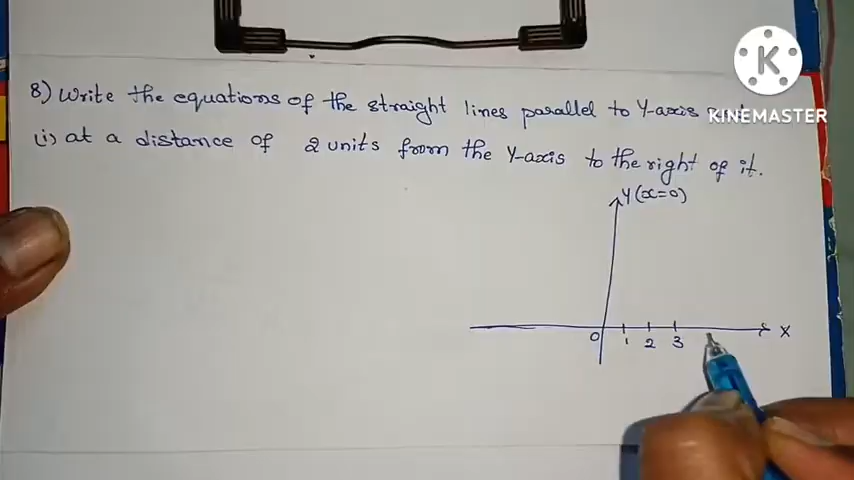 8) Write the equations of the straight lines parallel to Y-axis
(i) at a distance of 2 units from the Y-axis to the right of it.
Y (x=0)
0 1 2 3 X
K
KINEMASTER